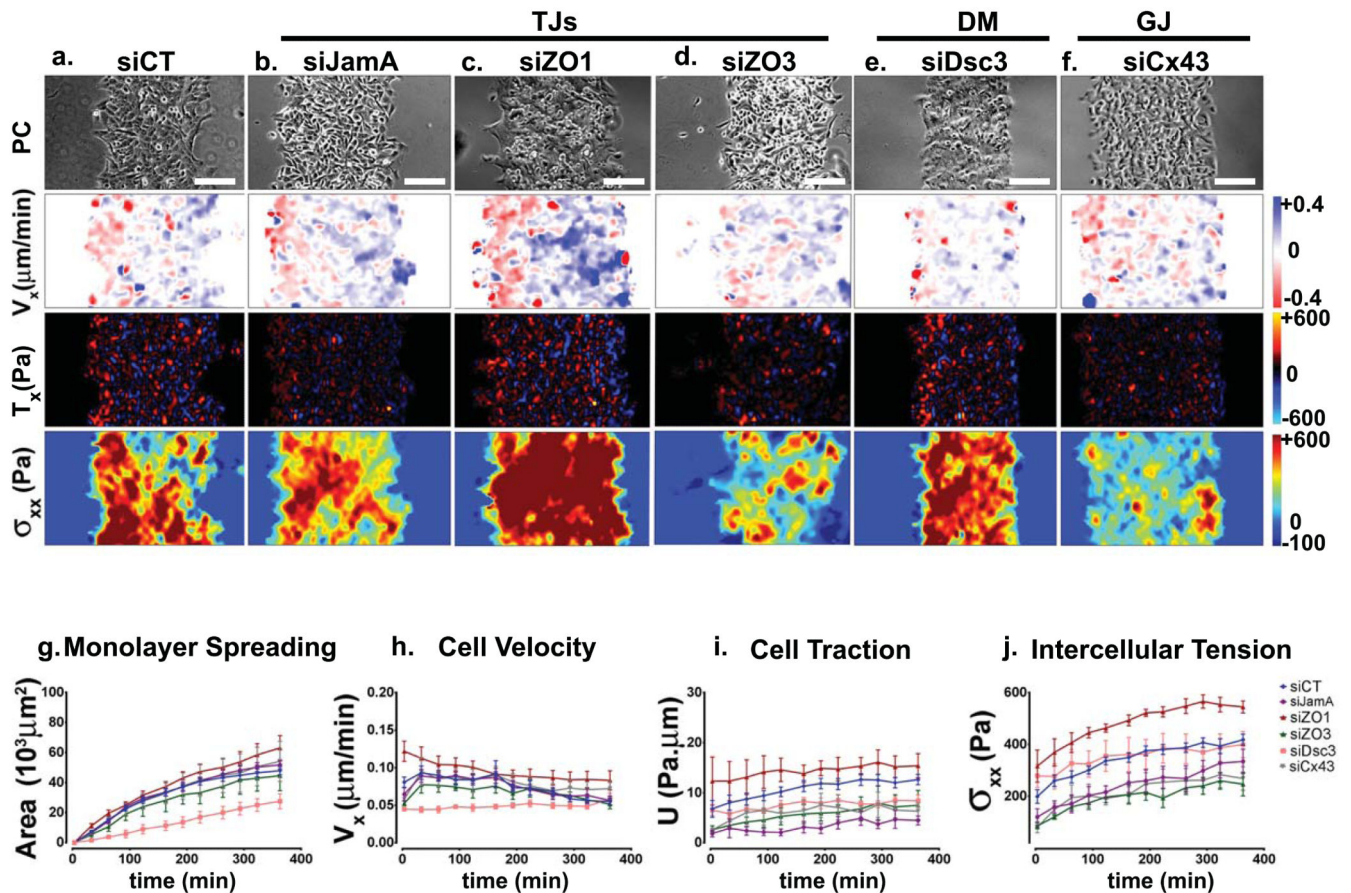 TJs DM GJ
a. siCT b. siJamA c. siZO1 d. siZO3 e. siDsc3 f. siCx43
PC
Vx(μm/min)
+0.4
0
-0.4
Tx(Pa)
+600
0
-600
σxx (Pa)
+600
0
-100
g. Monolayer Spreading h. Cell Velocity i. Cell Traction j. Intercellular Tension
Area (10³μm²)
100
80
60
40
20
0
0 100 200 300 400
time (min)
Vx(μm/min)
0.20
0.15
0.10
0.05
0.00
0 100 200 300 400
time (min)
U (Pa.μm)
30
20
10
0
0 100 200 300 400
time (min)
σxx (Pa)
600
400
200
0 100 200 300 400
time (min)
siCT
siJamA
siZO1
siZO3
siDsc3
siCx43